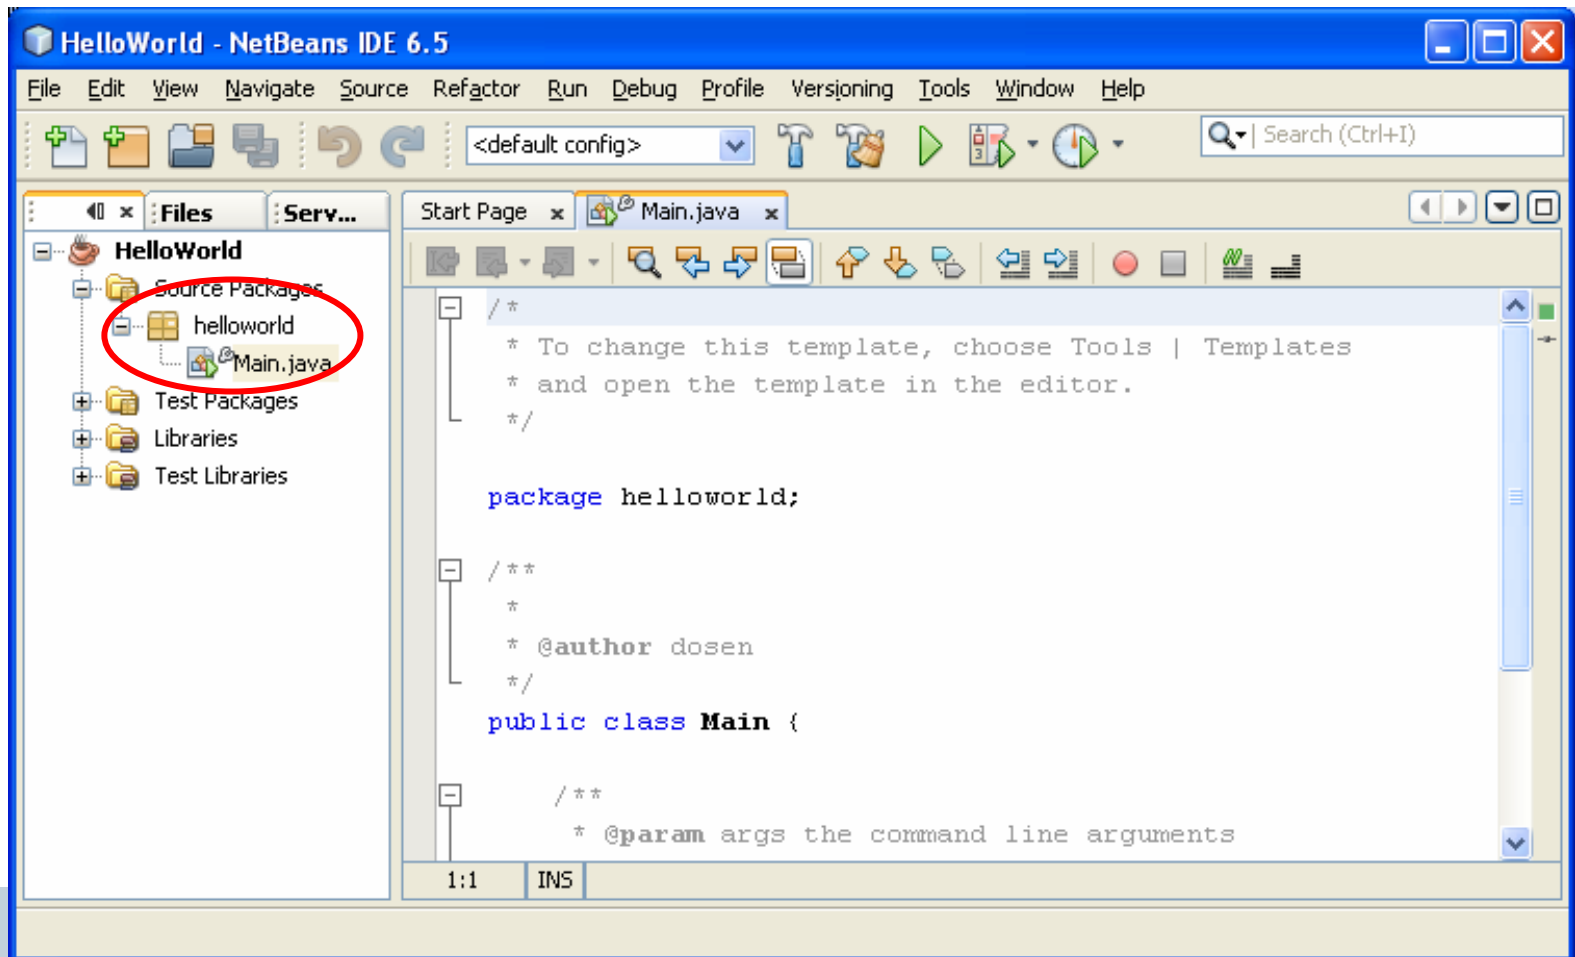 HelloWorld - NetBeans IDE 6.5
File Edit View Navigate Source Refactor Run Debug Profile Versioning Tools Window Help
<default config>
Search (Ctrl+I)
Files Serv...
Start Page Main.java
HelloWorld
Source Packages
helloworld
Main.java
Test Packages
Libraries
Test Libraries
/*
* To change this template, choose Tools | Templates
* and open the template in the editor.
*/
package helloworld;
/**
*
* @author dosen
*/
public class Main {
/**
* @param args the command line arguments
1:1 INS